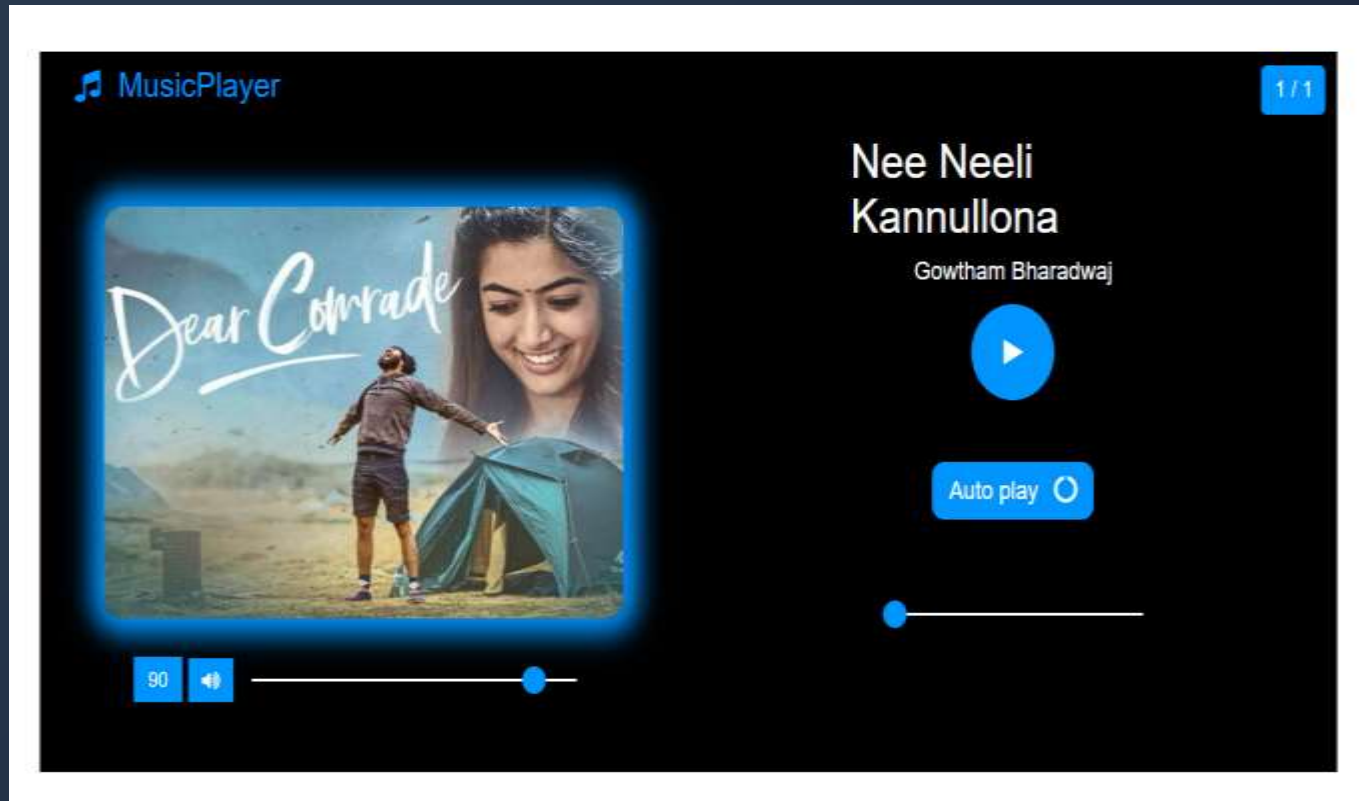 MusicPlayer
1 / 1
Dear Comrade
Nee Neeli
Kannullona
Gowtham Bharadwaj
Auto play
90